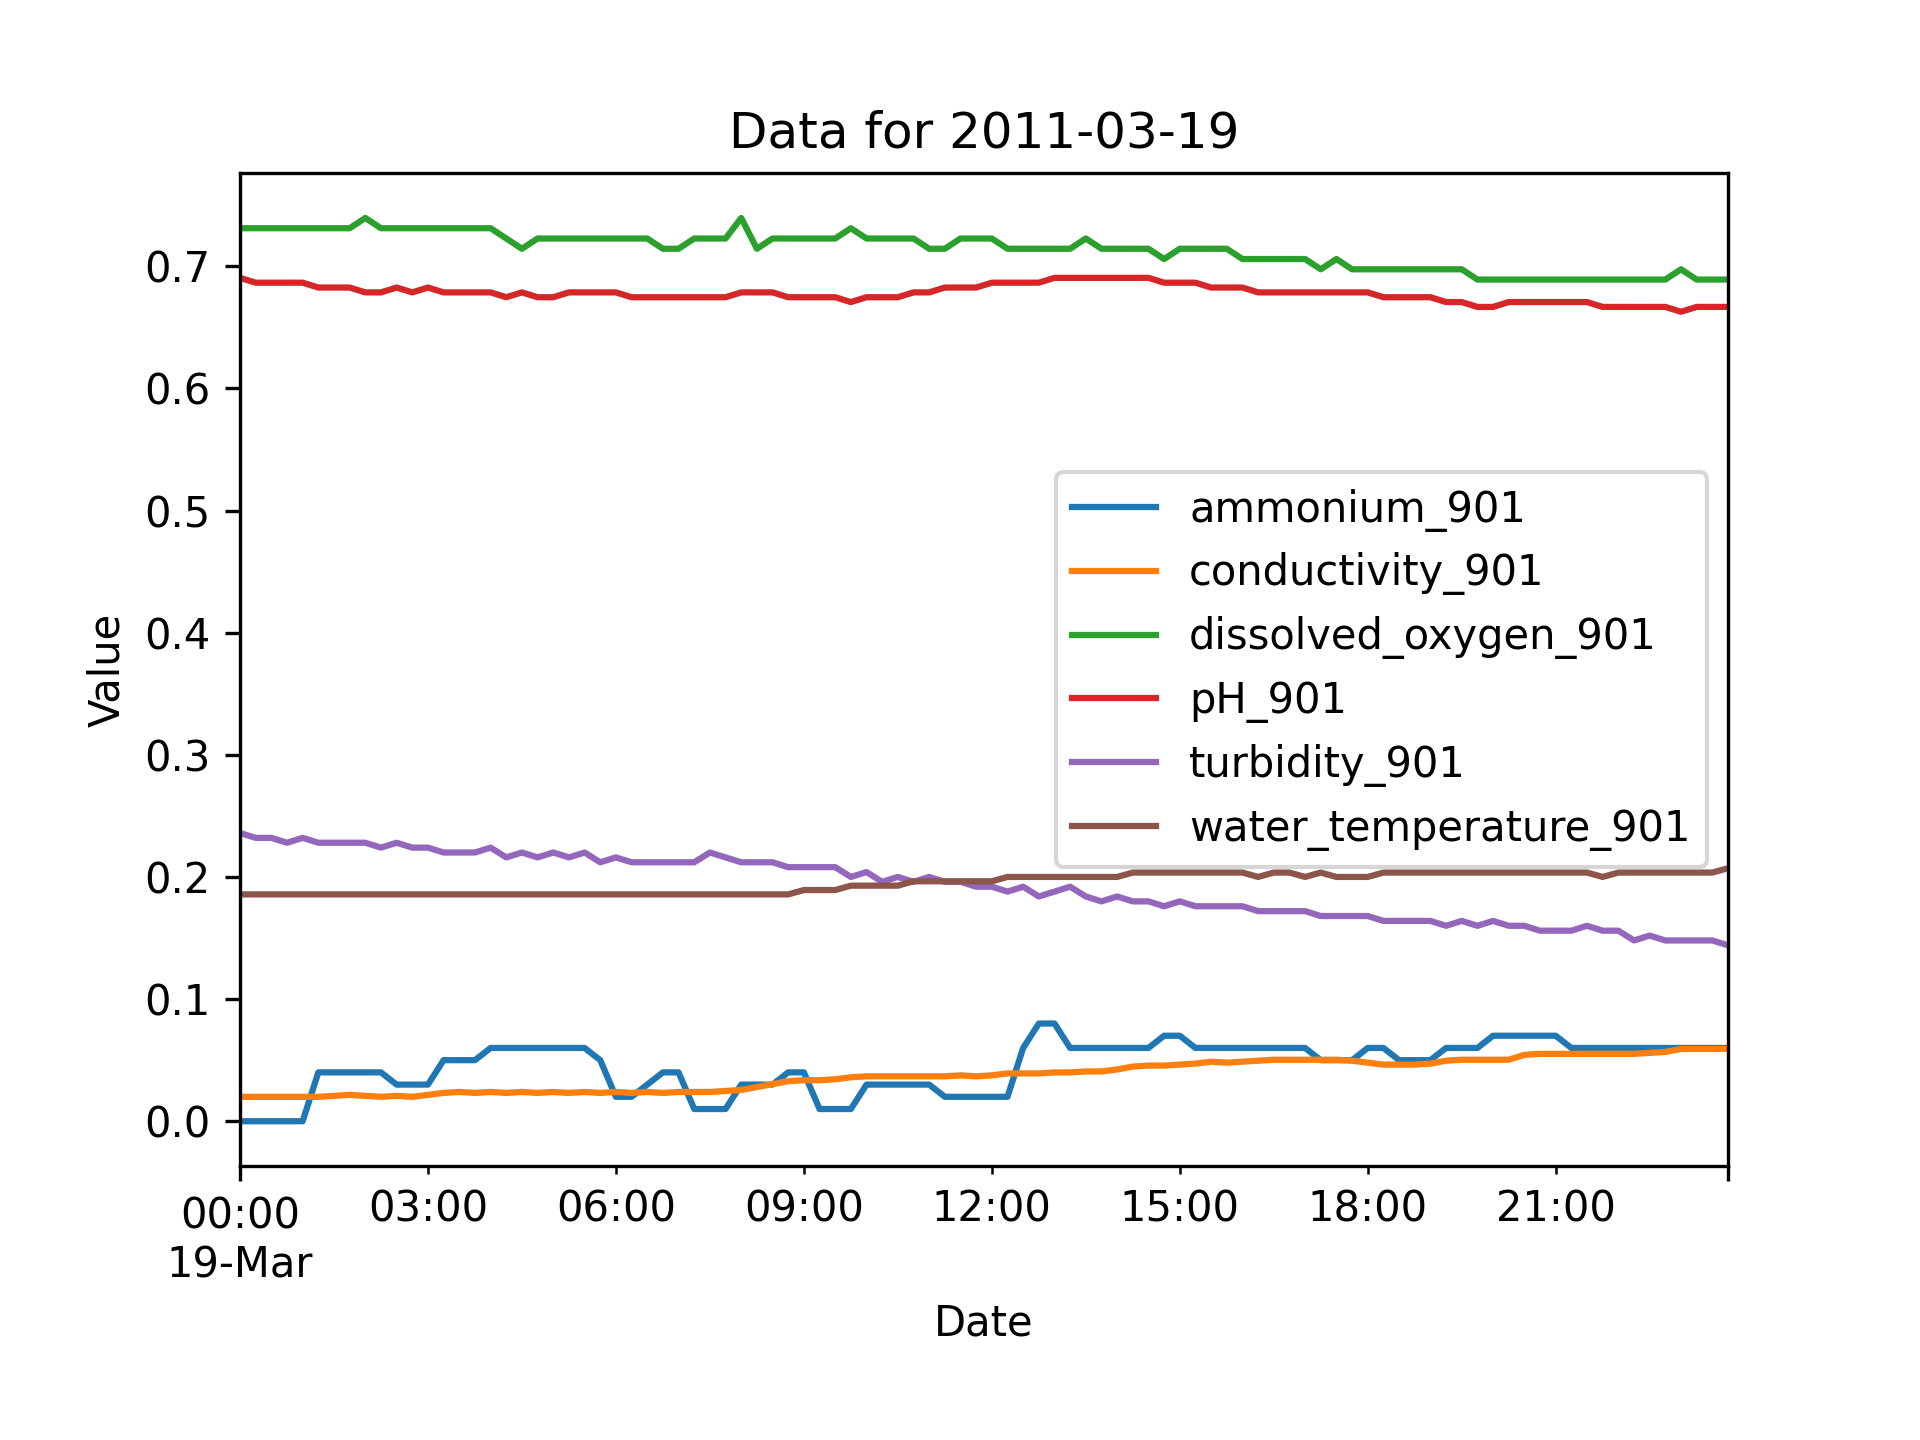 Data for 2011-03-19
Value
0.7
0.6
0.5
0.4
0.3
0.2
0.1
0.0
ammonium_901
conductivity_901
dissolved_oxygen_901
pH_901
turbidity_901
water_temperature_901
00:00 03:00 06:00 09:00 12:00 15:00 18:00 21:00
19-Mar
Date